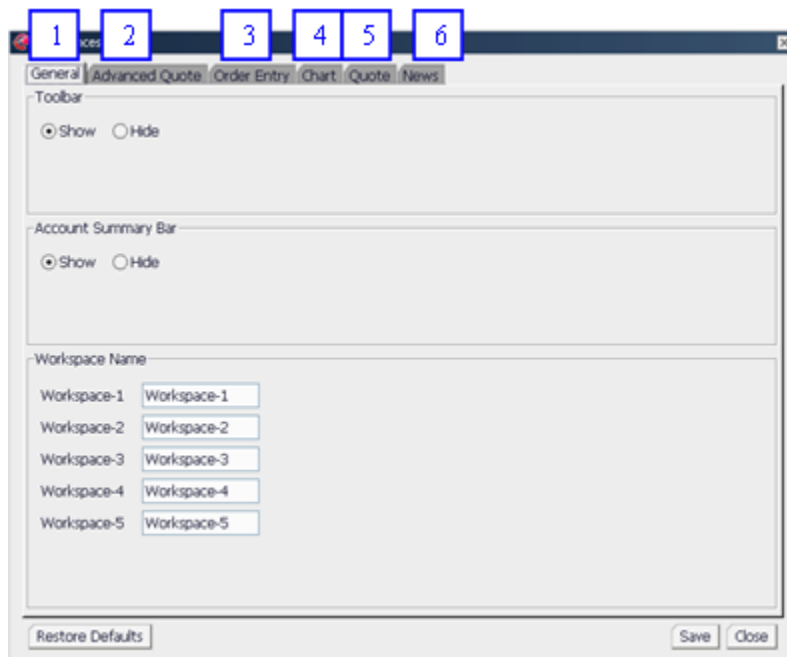 1 2 3 4 5 6
General Advanced Quote Order Entry Chart Quote News
Toolbar
Show Hide
Account Summary Bar
Show Hide
Workspace Name
Workspace-1 Workspace-1
Workspace-2 Workspace-2
Workspace-3 Workspace-3
Workspace-4 Workspace-4
Workspace-5 Workspace-5
Restore Defaults Save Close